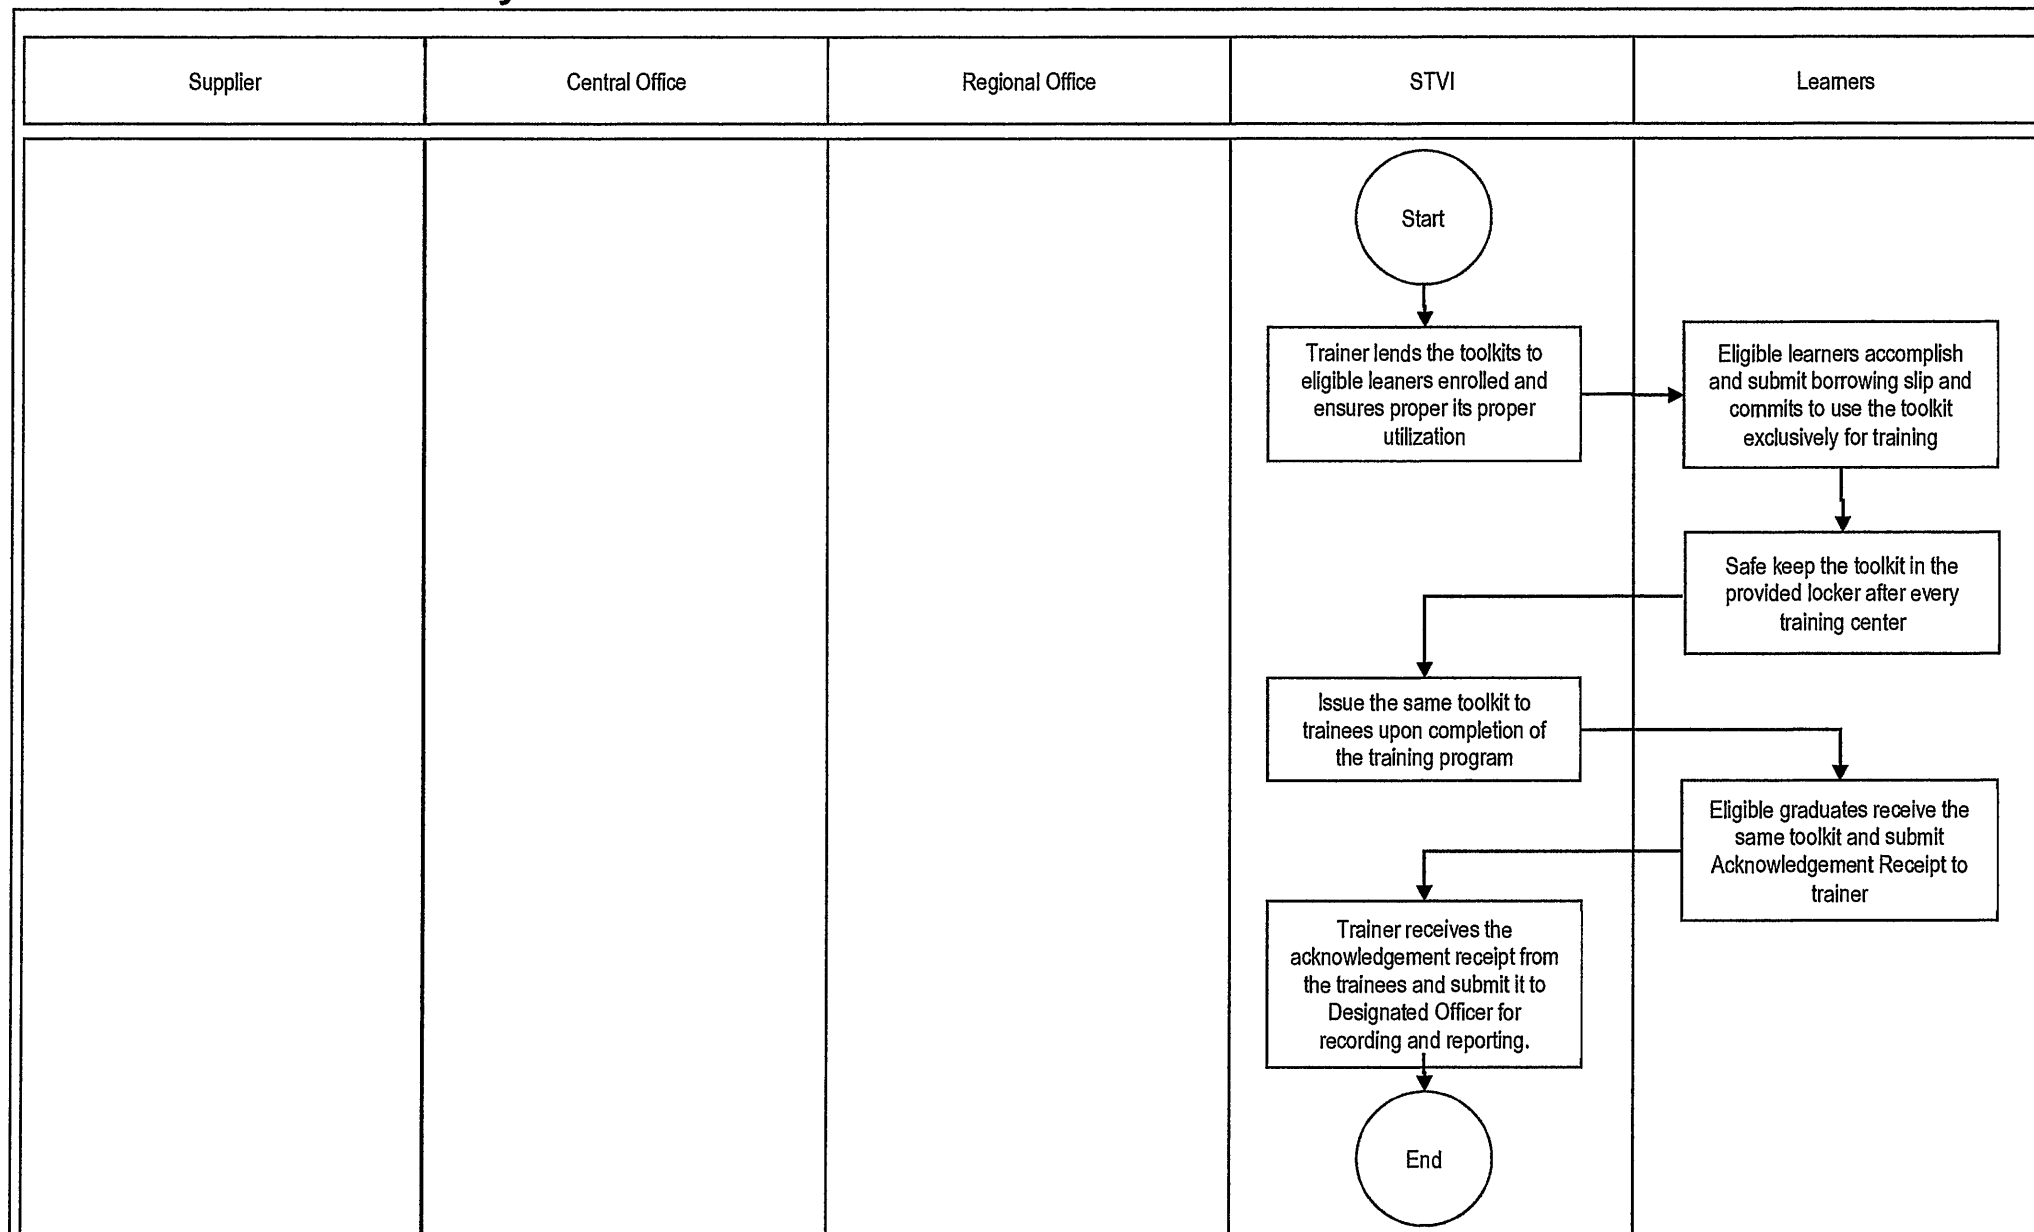 Supplier
Central Office
Regional Office
STVI
Learners
Start
Trainer lends the toolkits to
eligible leaners enrolled and
ensures proper its proper
utilization
Eligible learners accomplish
and submit borrowing slip and
commits to use the toolkit
exclusively for training
Safe keep the toolkit in the
provided locker after every
training center
Issue the same toolkit to
trainees upon completion of
the training program
Eligible graduates receive the
same toolkit and submit
Acknowledgement Receipt to
trainer
Trainer receives the
acknowledgement receipt from
the trainees and submit it to
Designated Officer for
recording and reporting.
End